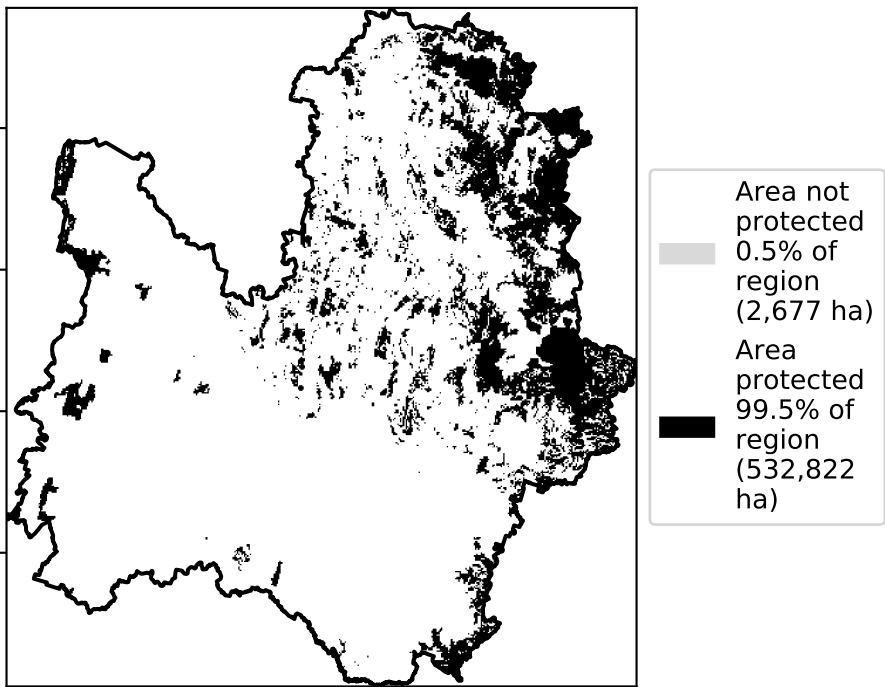 Area not
protected
0.5% of
region
(2,677 ha)
Area
protected
99.5% of
region
(532,822
ha)